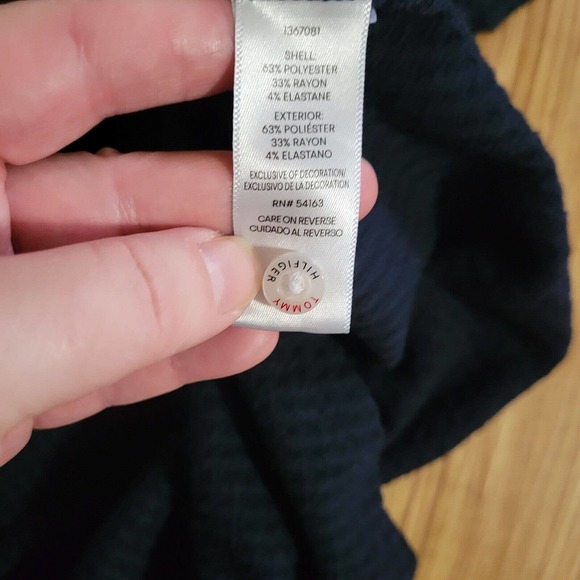 1367081
SHELL:
63% POLYESTER
33% RAYON
4% ELASTANE
EXTERIOR:
63% POLIÉSTER
33% RAYON
4% ELASTANO
EXCLUSIVE OF DECORATION/
EXCLUSIVO DE LA DECORATION
RN# 54163
CARE ON REVERSE
CUIDADO AL REVERSO
TOMMY HILFIGER